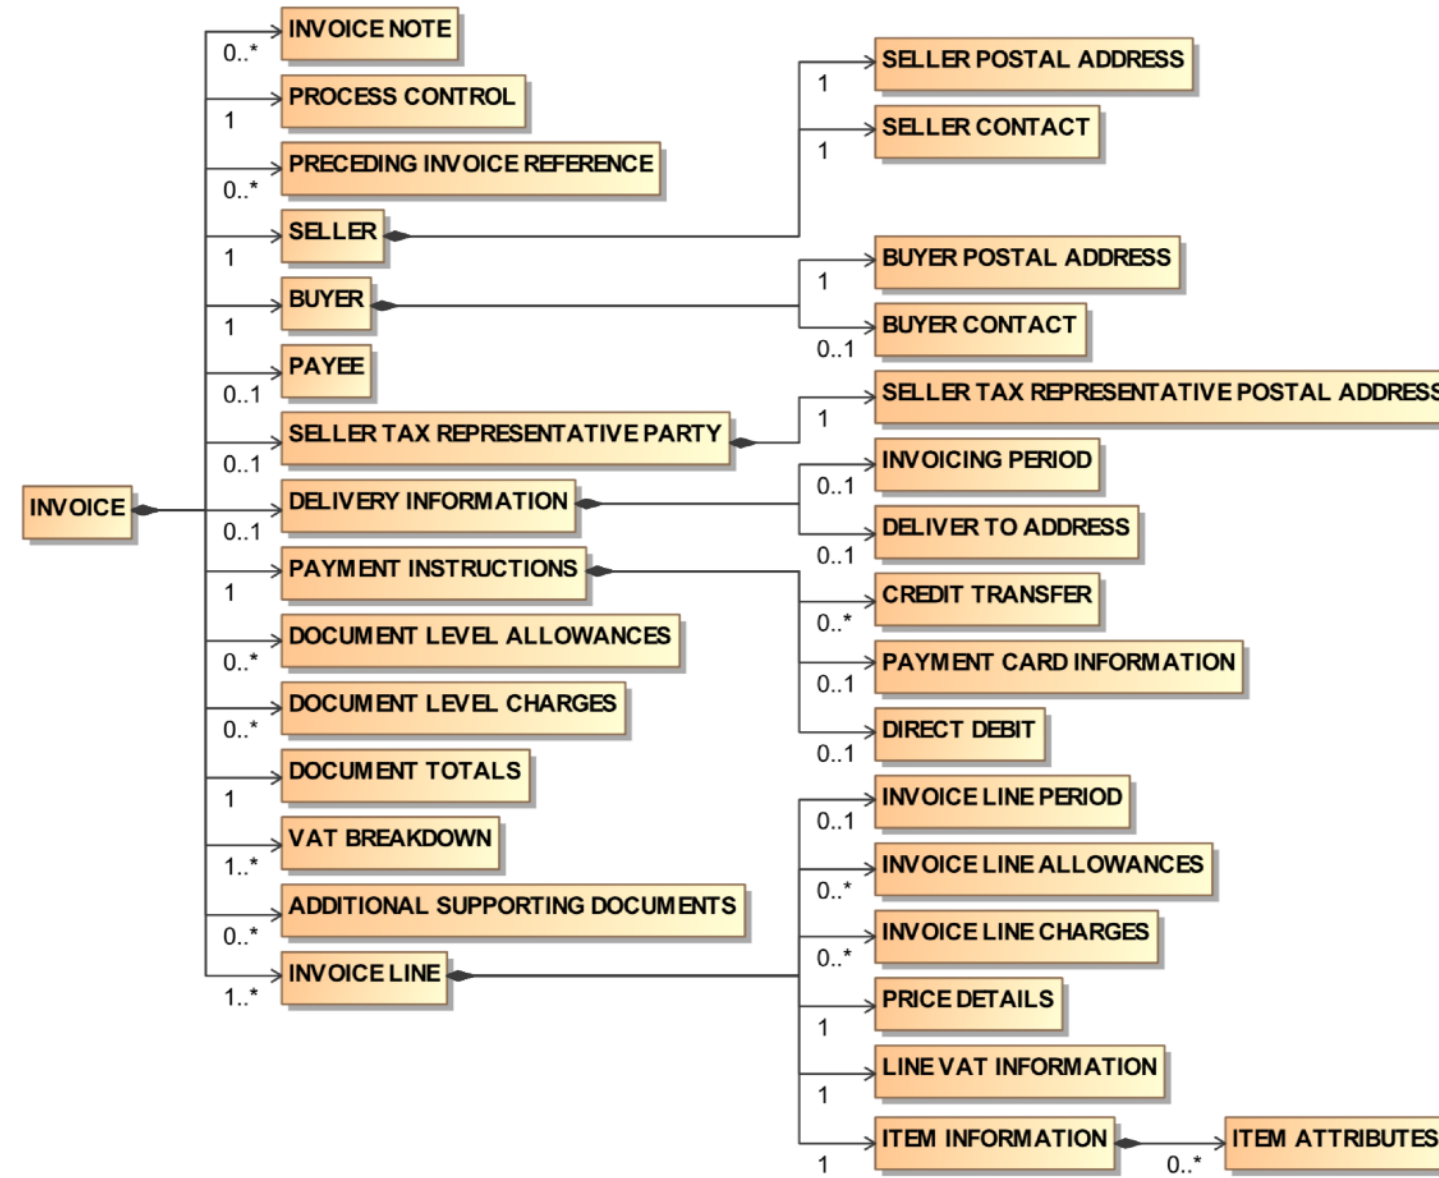 INVOICE
INVOICE NOTE
0..*
PROCESS CONTROL
1
PRECEDING INVOICE REFERENCE
0..*
SELLER
1
SELLER POSTAL ADDRESS
1
SELLER CONTACT
1
BUYER
1
BUYER POSTAL ADDRESS
1
BUYER CONTACT
0..1
PAYEE
0..1
SELLER TAX REPRESENTATIVE PARTY
0..1
SELLER TAX REPRESENTATIVE POSTAL ADDRESS
1
DELIVERY INFORMATION
0..1
INVOICING PERIOD
0..1
DELIVER TO ADDRESS
0..1
PAYMENT INSTRUCTIONS
1
CREDIT TRANSFER
0..*
PAYMENT CARD INFORMATION
0..1
DIRECT DEBIT
0..1
DOCUMENT LEVEL ALLOWANCES
0..*
DOCUMENT LEVEL CHARGES
0..*
DOCUMENT TOTALS
1
VAT BREAKDOWN
1..*
ADDITIONAL SUPPORTING DOCUMENTS
0..*
INVOICE LINE
1..*
INVOICE LINE PERIOD
0..1
INVOICE LINE ALLOWANCES
0..*
INVOICE LINE CHARGES
0..*
PRICE DETAILS
1
LINE VAT INFORMATION
1
ITEM INFORMATION
1
ITEM ATTRIBUTES
0..*